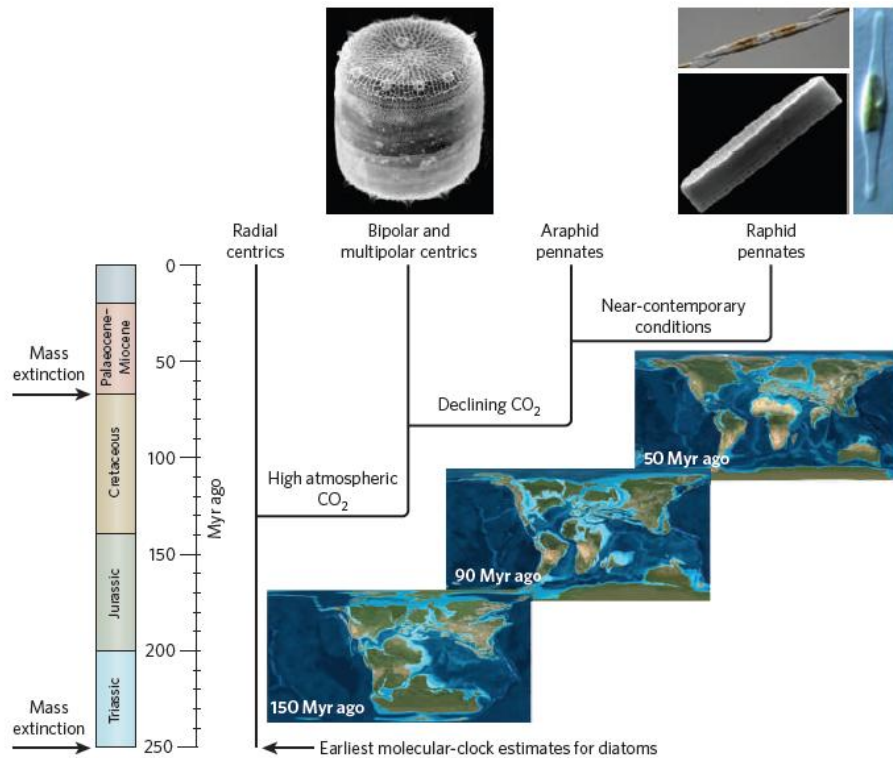 Radial
centrics
Bipolar and
multipolar centrics
Araphid
pennates
Raphid
pennates
0
50
100
150
200
250
Myr ago
Palaeocene–
Miocene
Cretaceous
Jurassic
Triassic
Mass
extinction
Mass
extinction
Near-contemporary
conditions
Declining CO₂
High atmospheric
CO₂
50 Myr ago
90 Myr ago
150 Myr ago
Earliest molecular-clock estimates for diatoms